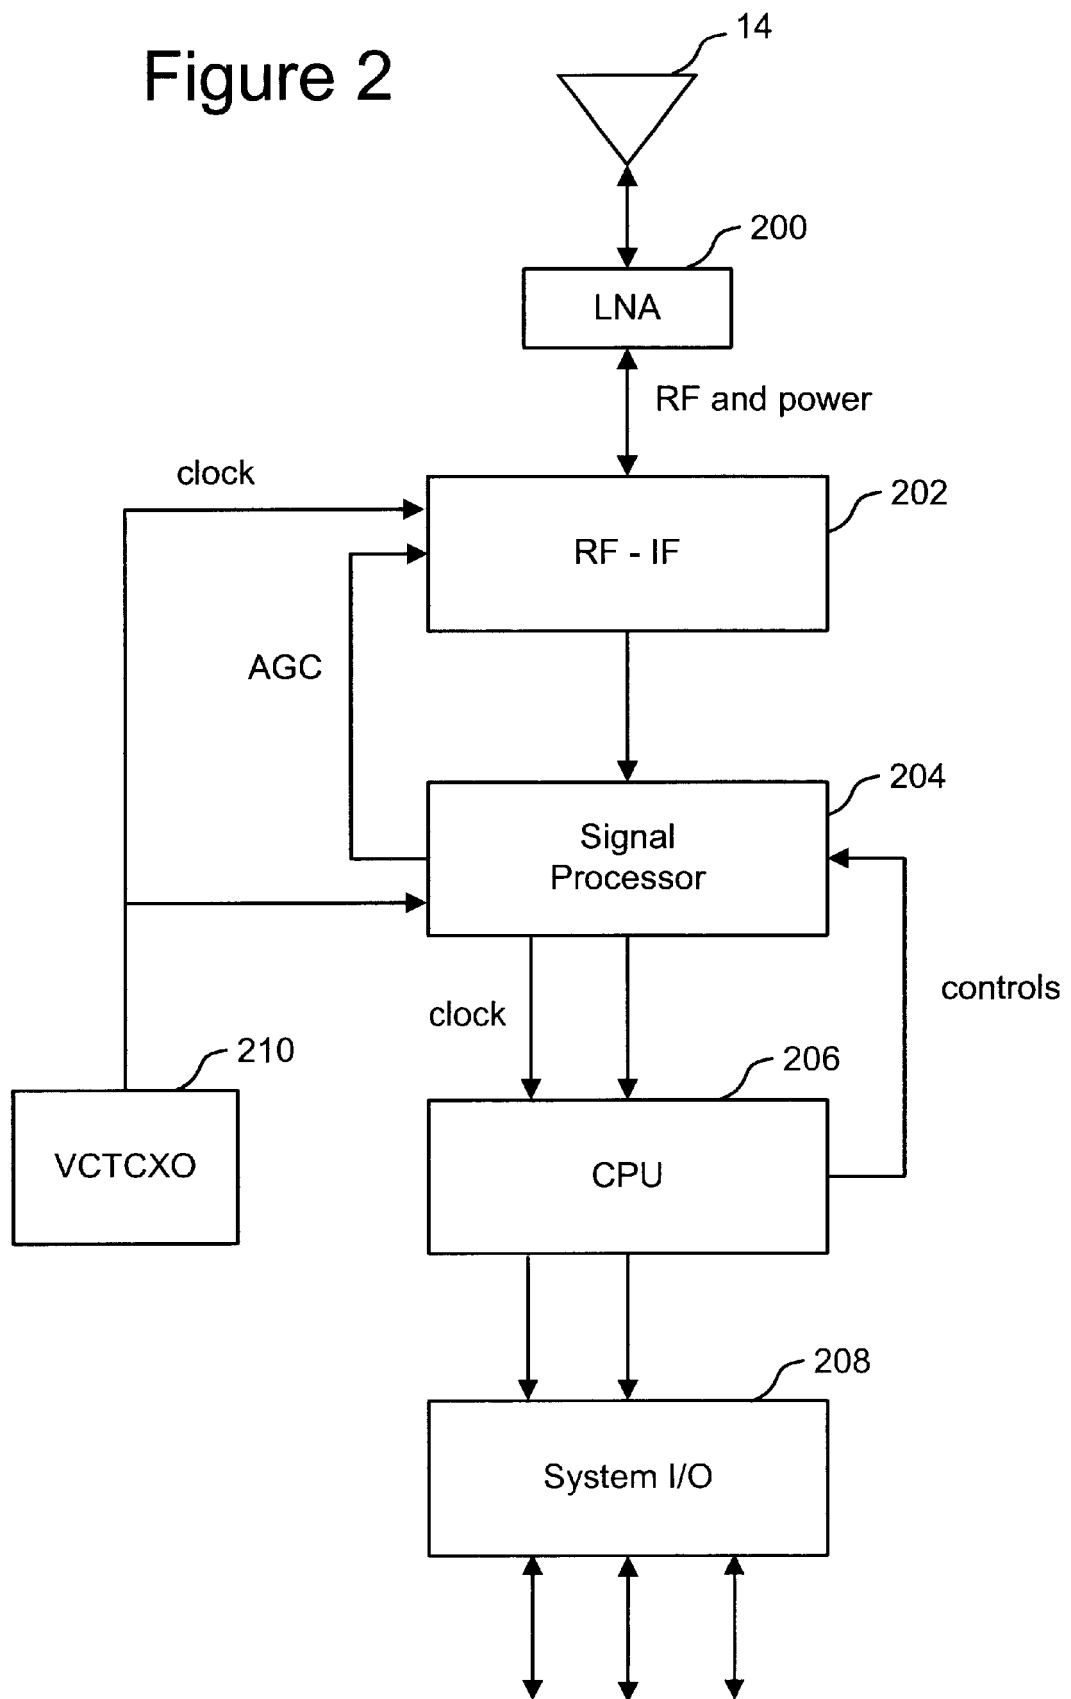 Figure 2
14
200
LNA
RF and power
clock
202
RF - IF
AGC
204
Signal
Processor
controls
clock
210
206
VCTCXO
CPU
208
System I/O